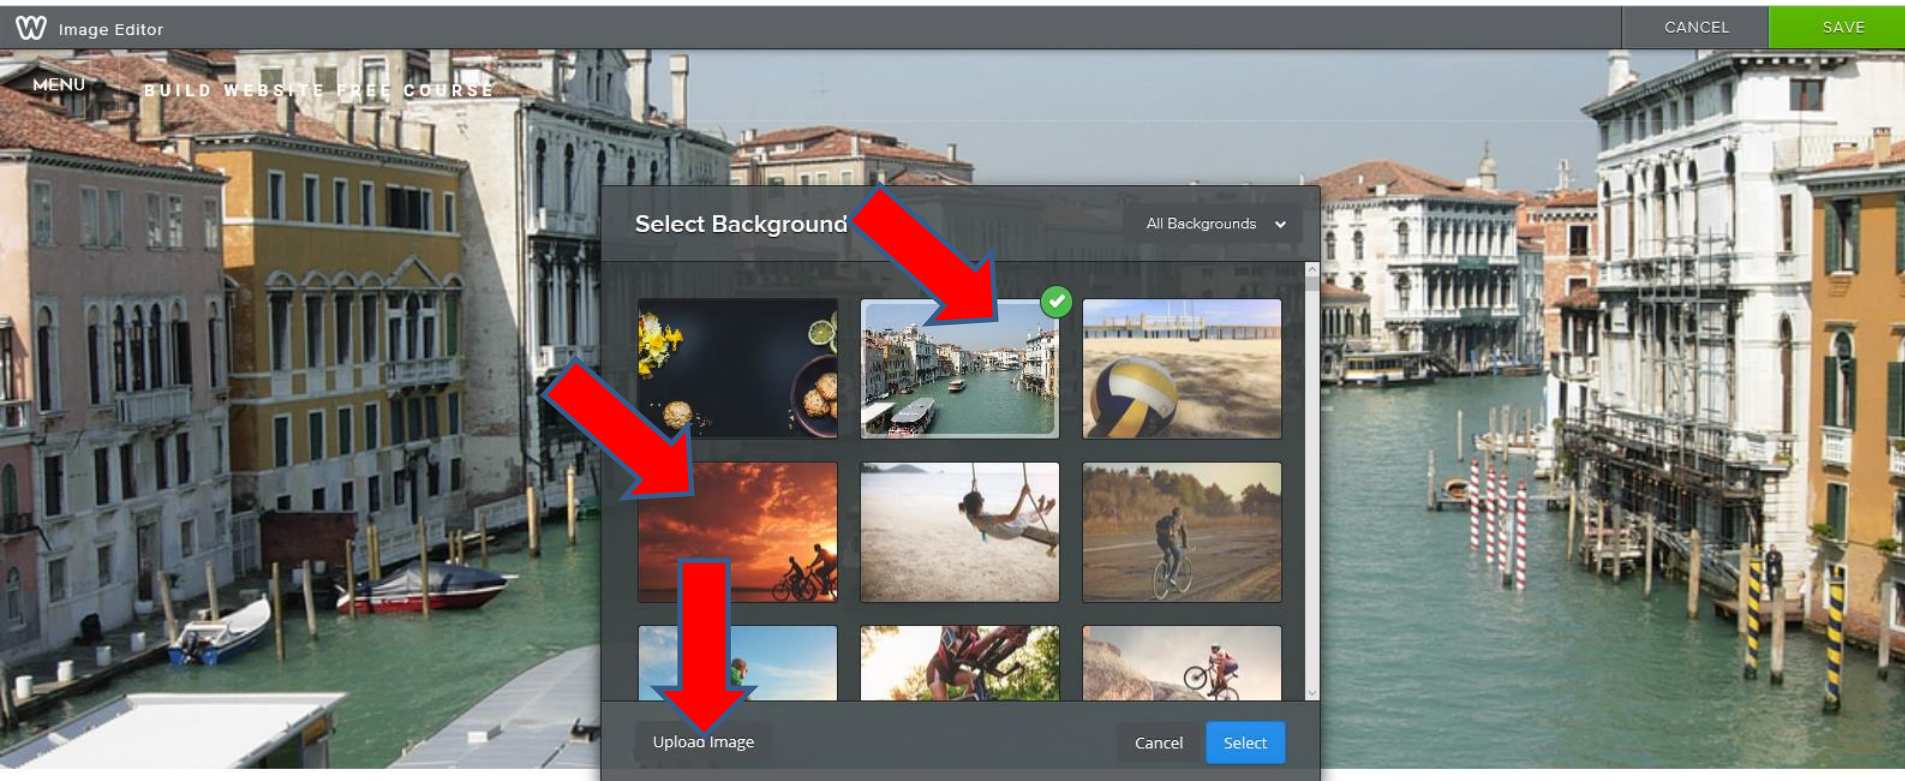 Image Editor
CANCEL
SAVE
MENU
BUILD WEBSITE FREE COURSE
Select Background
All Backgrounds
Upload Image
Cancel
Select